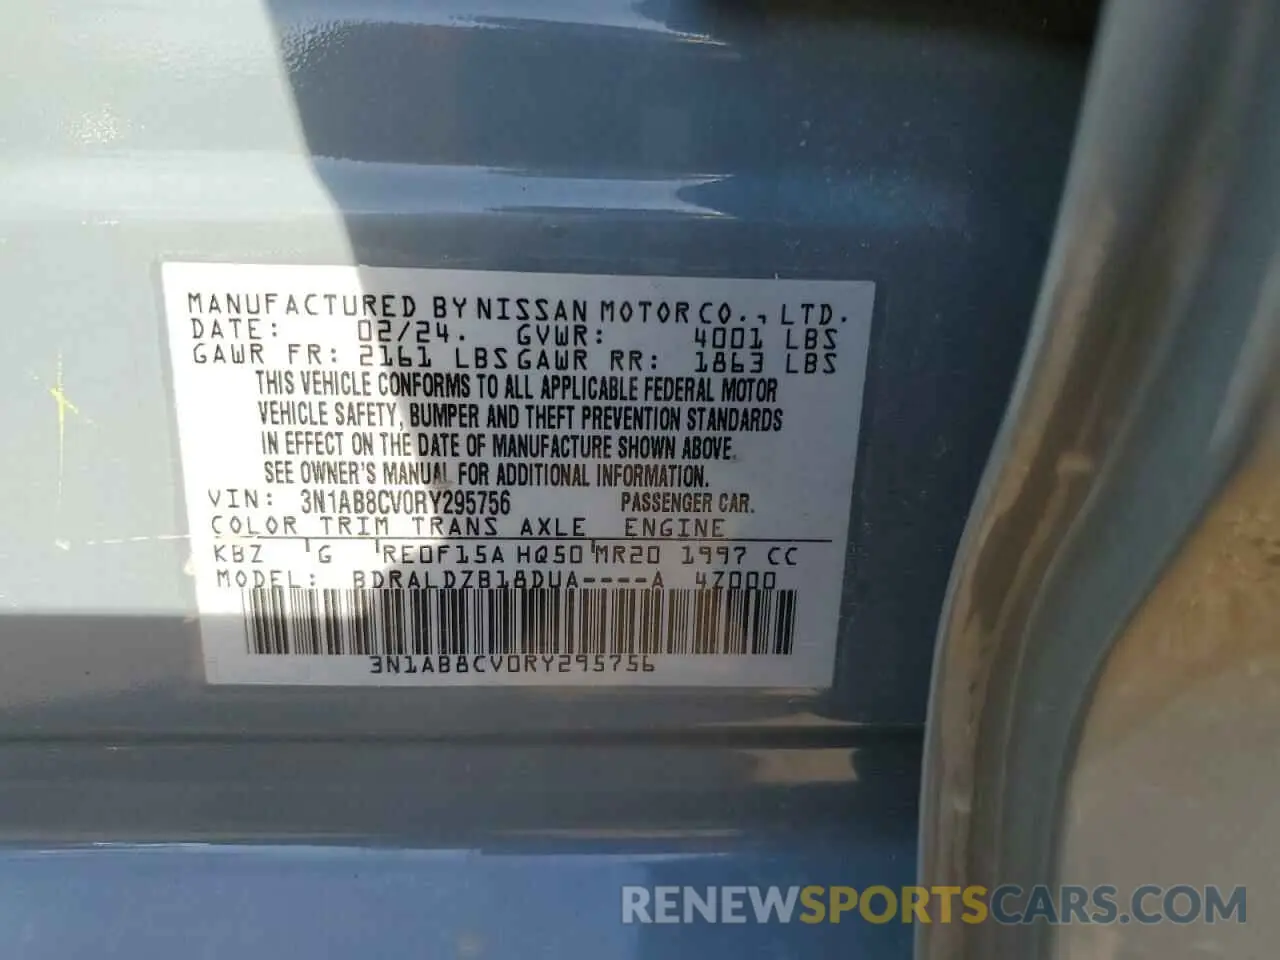 MANUFACTURED BY NISSAN MOTOR CO., LTD.
DATE: 02/24. GVWR: 4001 LBS
GAWR FR: 2161 LBS GAWR RR: 1863 LBS
THIS VEHICLE CONFORMS TO ALL APPLICABLE FEDERAL MOTOR
VEHICLE SAFETY, BUMPER AND THEFT PREVENTION STANDARDS
IN EFFECT ON THE DATE OF MANUFACTURE SHOWN ABOVE.
SEE OWNER'S MANUAL FOR ADDITIONAL INFORMATION.
VIN: 3N1AB8CV0RY295756 PASSENGER CAR.
COLOR TRIM TRANS AXLE ENGINE
KBZ G RE0F15A HQ50 MR20 1997 CC
MODEL: BDRALDZB18DUA----A 4Z000
3N1AB8CV0RY295756
RENEWSPORTSCARS.COM